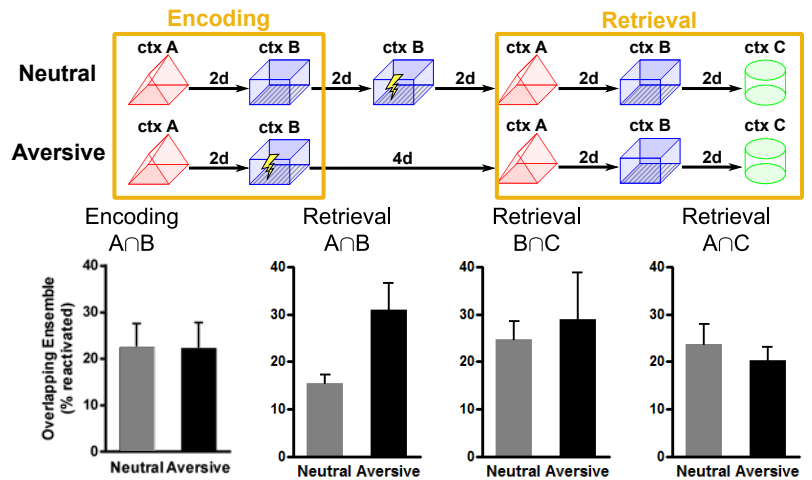 Encoding Retrieval
ctx A ctx B ctx B ctx A ctx B ctx C
Neutral 2d 2d 2d 2d 2d
ctx A ctx B ctx A ctx B ctx C
Aversive 2d 4d 2d 2d
Encoding Retrieval Retrieval Retrieval
A∩B A∩B B∩C A∩C
Overlapping Ensemble
(% reactivated)
40 40 40 40
30 30 30 30
20 20 20 20
10 10 10 10
0 0 0 0
Neutral Aversive Neutral Aversive Neutral Aversive Neutral Aversive